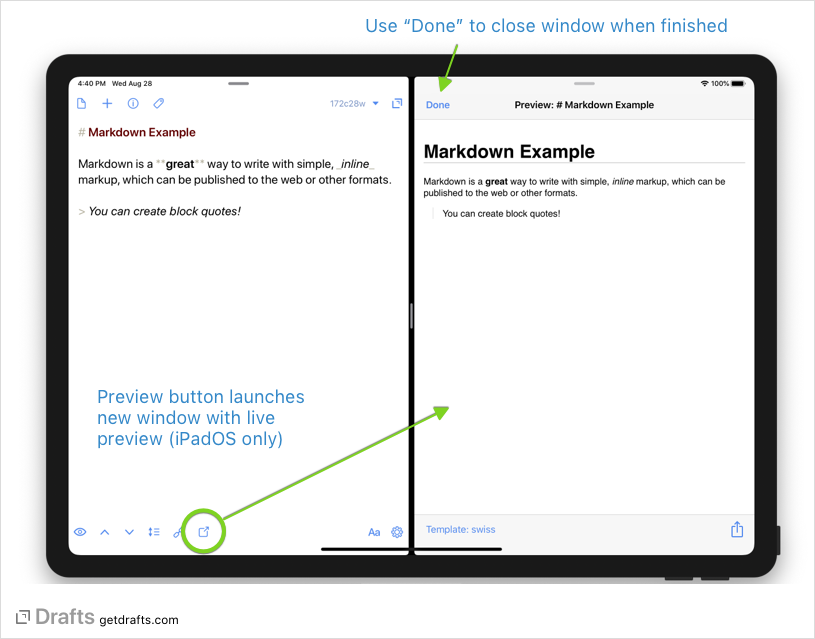 Use “Done” to close window when finished
4:40 PM Wed Aug 28
172c28w
# Markdown Example
Markdown is a **great** way to write with simple, _inline_
markup, which can be published to the web or other formats.
> You can create block quotes!
Preview button launches
new window with live
preview (iPadOS only)
Aa
100%
Done
Preview: # Markdown Example
Markdown Example
Markdown is a great way to write with simple, inline markup, which can be
published to the web or other formats.
You can create block quotes!
Template: swiss
Drafts getdrafts.com